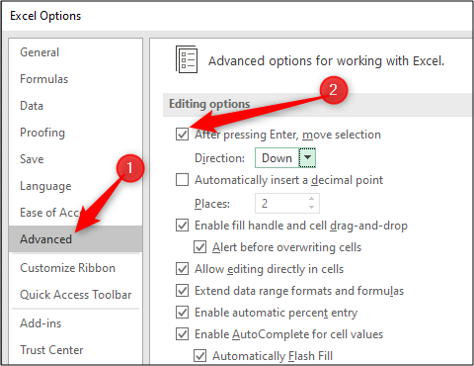 Excel Options
General
Formulas
Data
Proofing
Save
Language
Ease of Acce
Advanced
Customize Ribbon
Quick Access Toolbar
Add-ins
Trust Center
1
2
Advanced options for working with Excel.
Editing options
After pressing Enter, move selection
Direction: Down
Automatically insert a decimal point
Places: 2
Enable fill handle and cell drag-and-drop
Alert before overwriting cells
Allow editing directly in cells
Extend data range formats and formulas
Enable automatic percent entry
Enable AutoComplete for cell values
Automatically Flash Fill